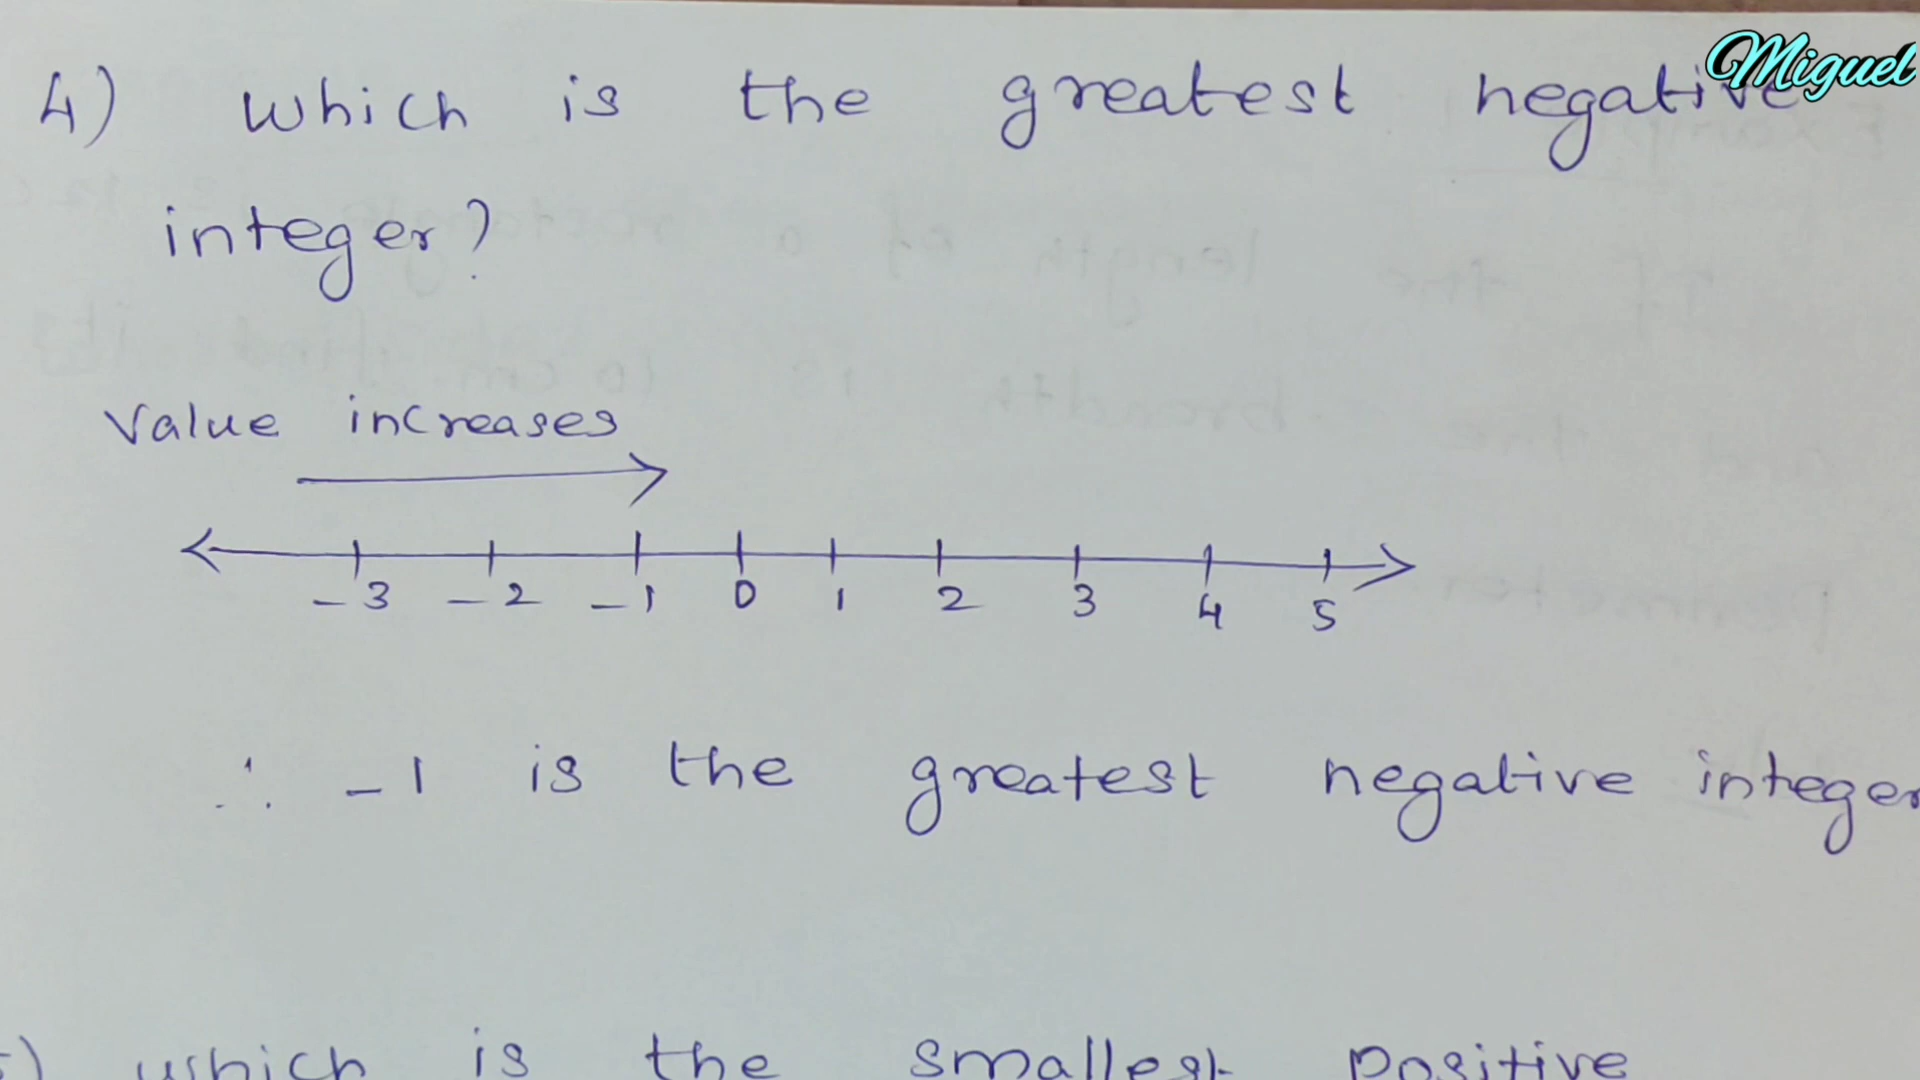 Miguel
4) Which is the greatest negative
integer?
Value increases
-3 -2 -1 0 1 2 3 4 5
∴ -1 is the greatest negative integer
which is the smallest positive